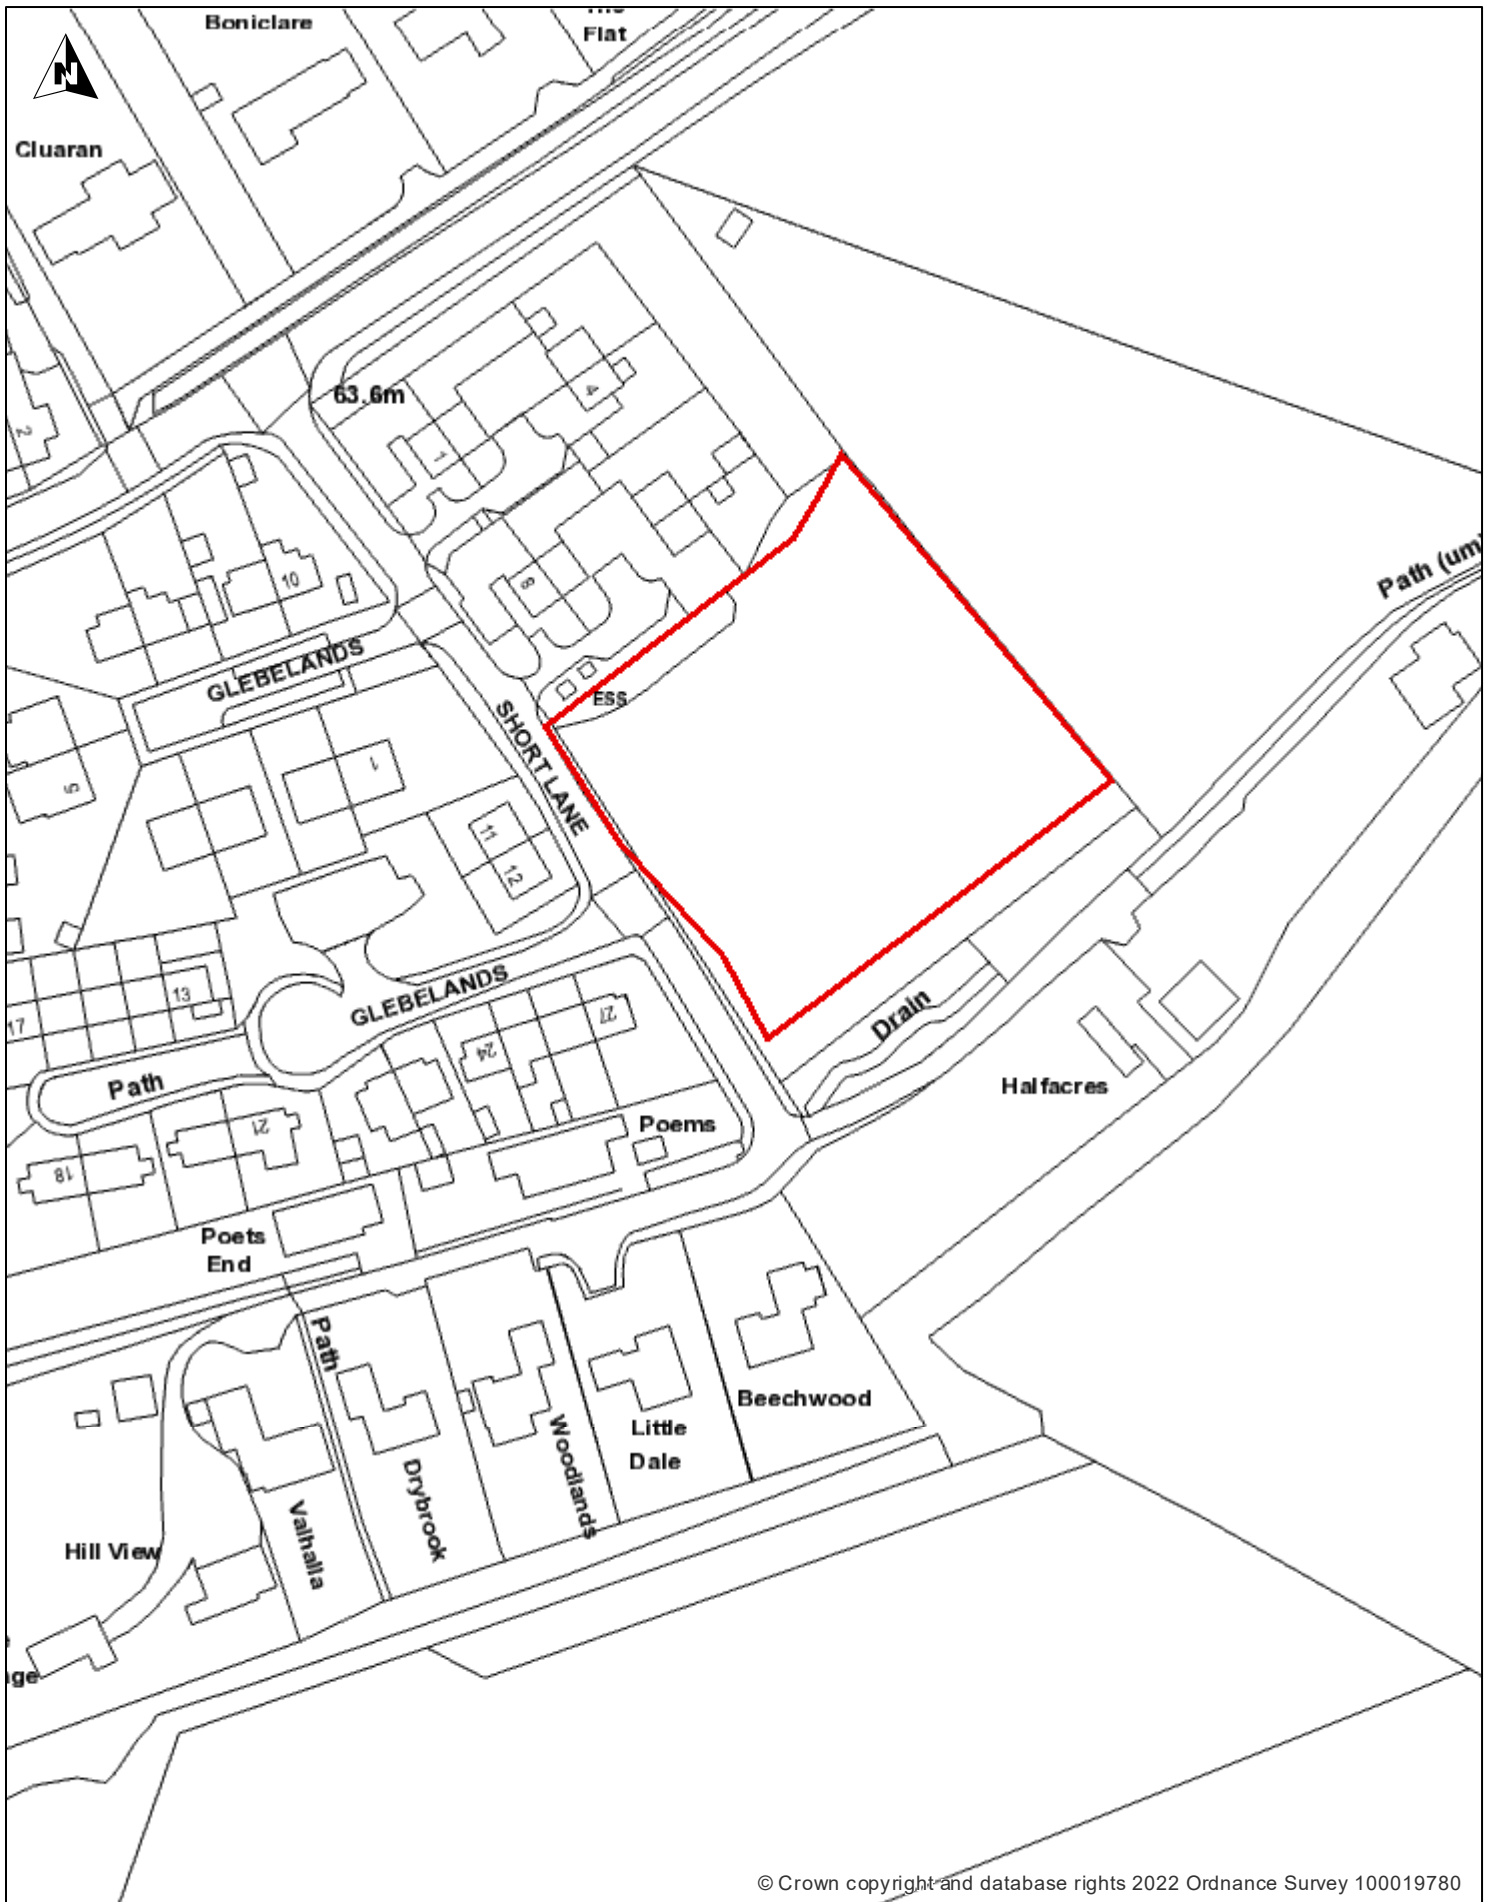 Boniclare
Flat
N
Cluaran
63.6m
2
4
1
8
10
GLEBELANDS
ESS
SHORT LANE
Path (um)
1
5
11
12
13
17
GLEBELANDS
27
24
Drain
Path
Halfacres
21
18
Poems
Poets
End
Path
Beechwood
Little
Dale
Woodlands
Drybrook
Valhalla
Hill View
© Crown copyright and database rights 2022 Ordnance Survey 100019780